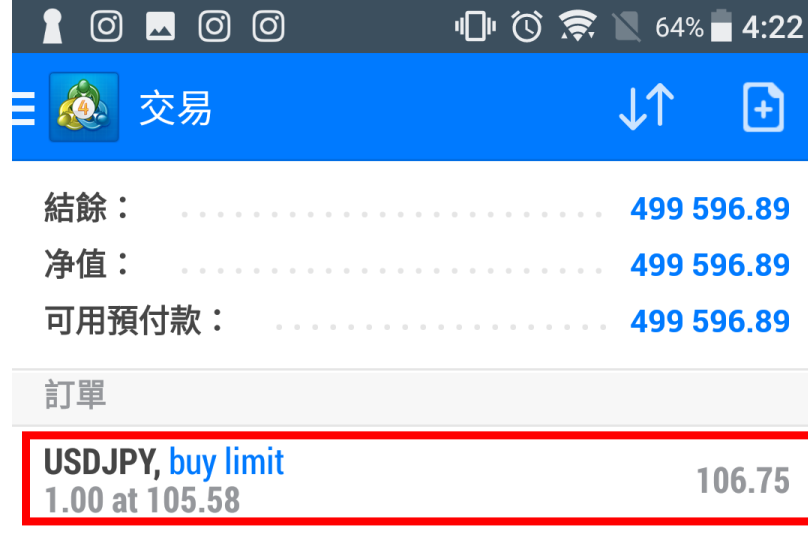 64% 4:22
4 交易
結餘： 499 596.89
净值： 499 596.89
可用預付款： 499 596.89
訂單
USDJPY, buy limit
1.00 at 105.58 106.75